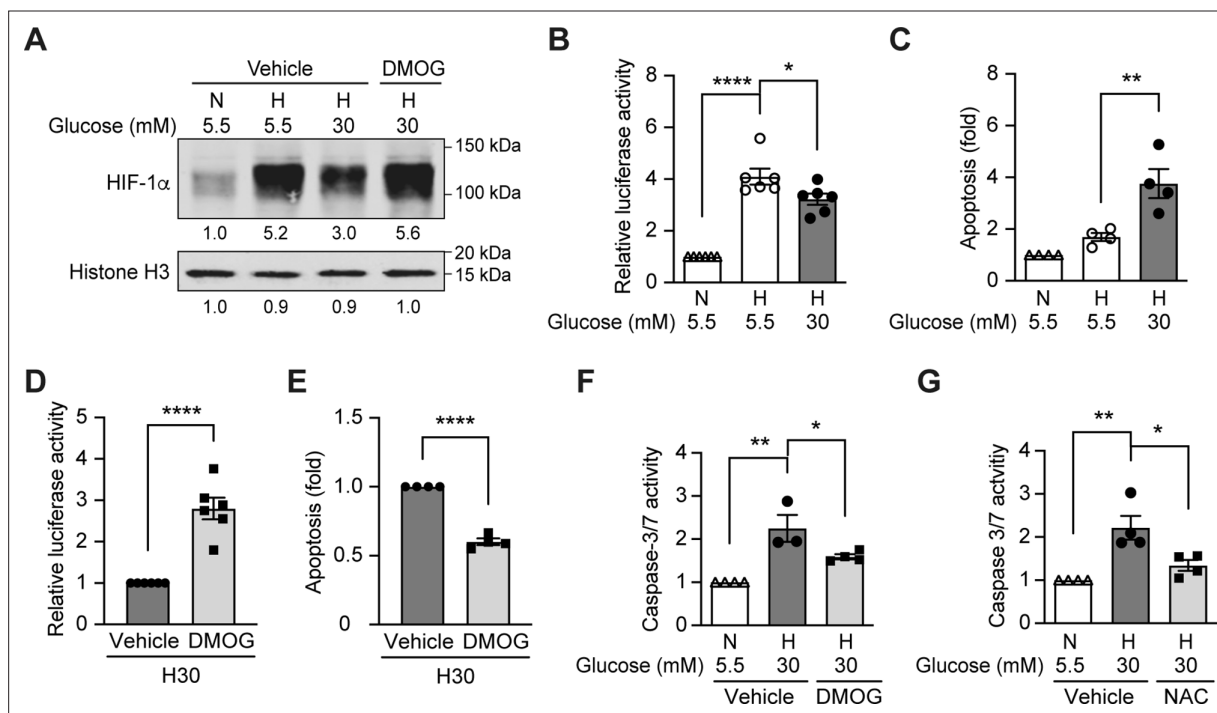 A
Vehicle DMOG
N H H H
Glucose (mM) 5.5 5.5 30 30
150 kDa
HIF-1α
100 kDa
1.0 5.2 3.0 5.6
20 kDa
Histone H3
15 kDa
1.0 0.9 0.9 1.0
B
**** *
Relative luciferase activity
8
6
4
2
0
N H H
Glucose (mM) 5.5 5.5 30
C
**
Apoptosis (fold)
8
6
4
2
0
N H H
Glucose (mM) 5.5 5.5 30
D
****
Relative luciferase activity
5
4
3
2
1
0
Vehicle DMOG
H30
E
****
Apoptosis (fold)
1.5
1.0
0.5
0
Vehicle DMOG
H30
F
** *
Caspase-3/7 activity
4
3
2
1
0
N H H
Glucose (mM) 5.5 30 30
Vehicle DMOG
G
** *
Caspase 3/7 activitiy
4
3
2
1
0
N H H
Glucose (mM) 5.5 30 30
Vehicle NAC